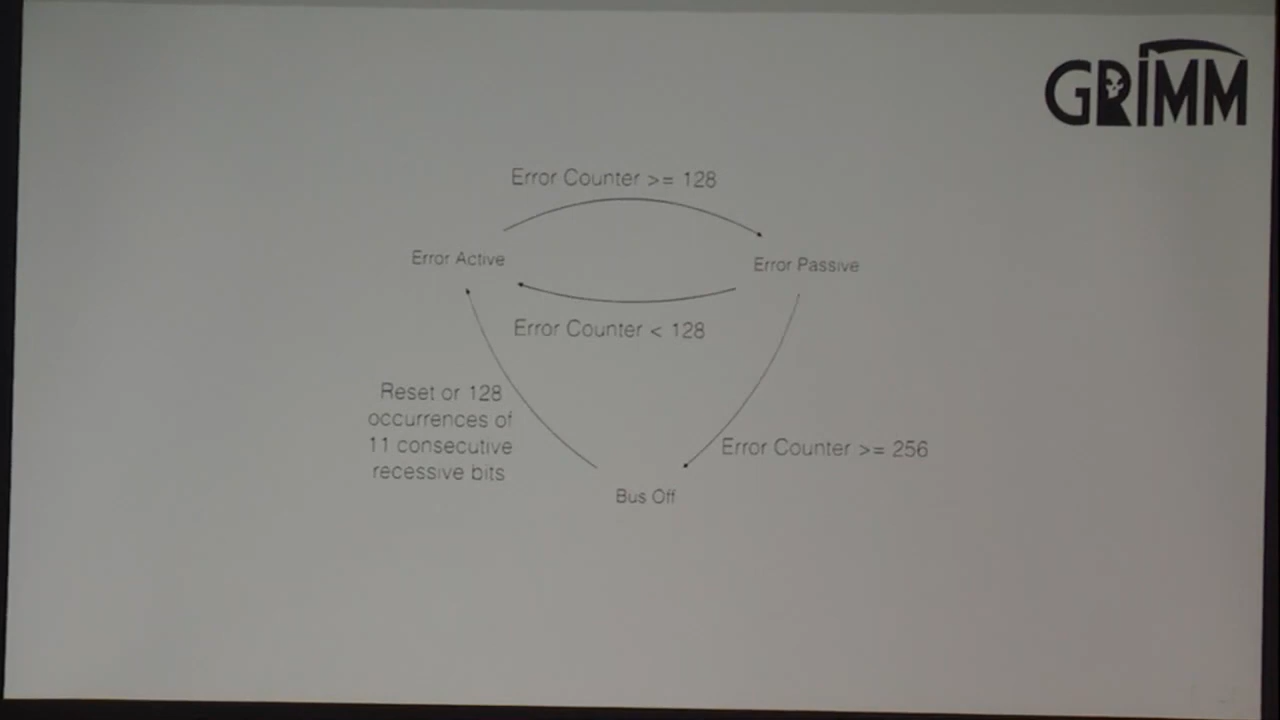 GRIMM
Error Counter >= 128
Error Active
Error Passive
Error Counter < 128
Reset or 128
occurrences of
11 consecutive
recessive bits
Error Counter >= 256
Bus Off